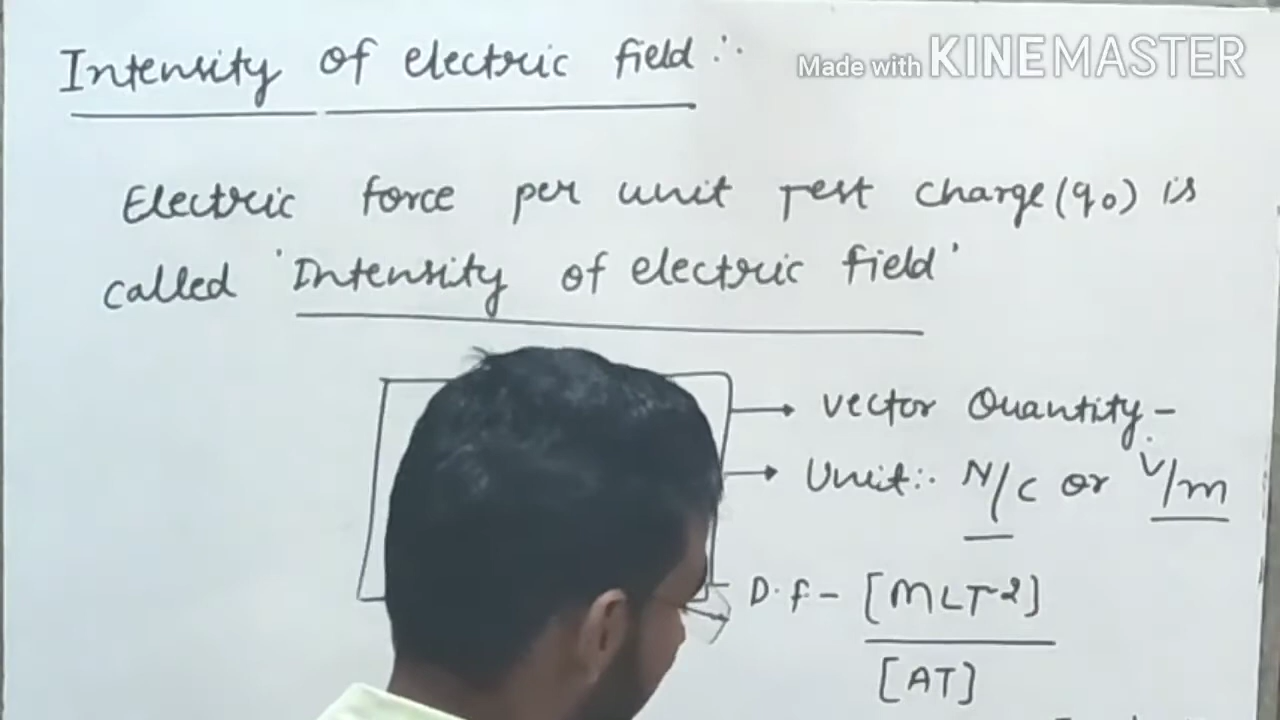 Intensity of electric field :·
Made with KINEMASTER
Electric force per unit Test charge (q0) is
called 'Intensity of electric field'
→ Vector Quantity -
→ Unit:- N/C or V/m
D.f - [MLT-2]
[AT]